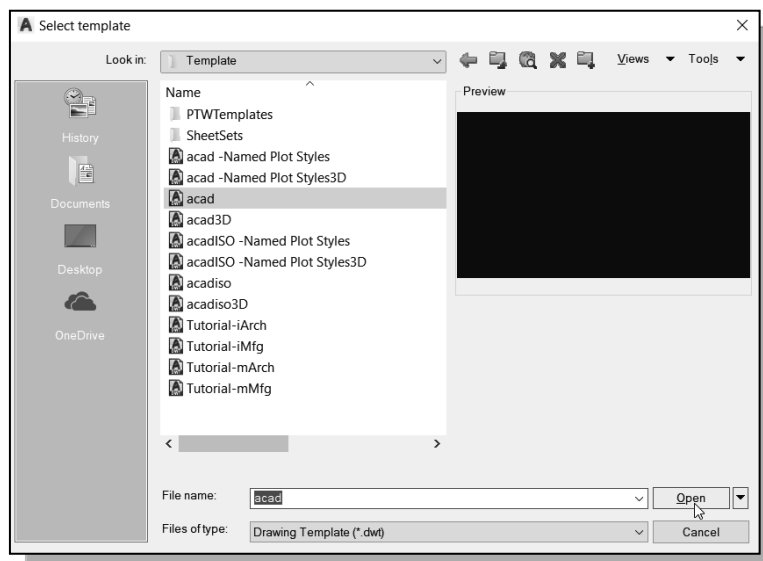 Select template
Look in: Template Views Tools
Name
Preview
PTWTemplates
SheetSets
acad -Named Plot Styles
acad -Named Plot Styles3D
acad
acad3D
acadISO -Named Plot Styles
acadISO -Named Plot Styles3D
acadiso
acadiso3D
Tutorial-iArch
Tutorial-iMfg
Tutorial-mArch
Tutorial-mMfg
History
Documents
Desktop
OneDrive
File name: acad Open
Files of type: Drawing Template (*.dwt) Cancel